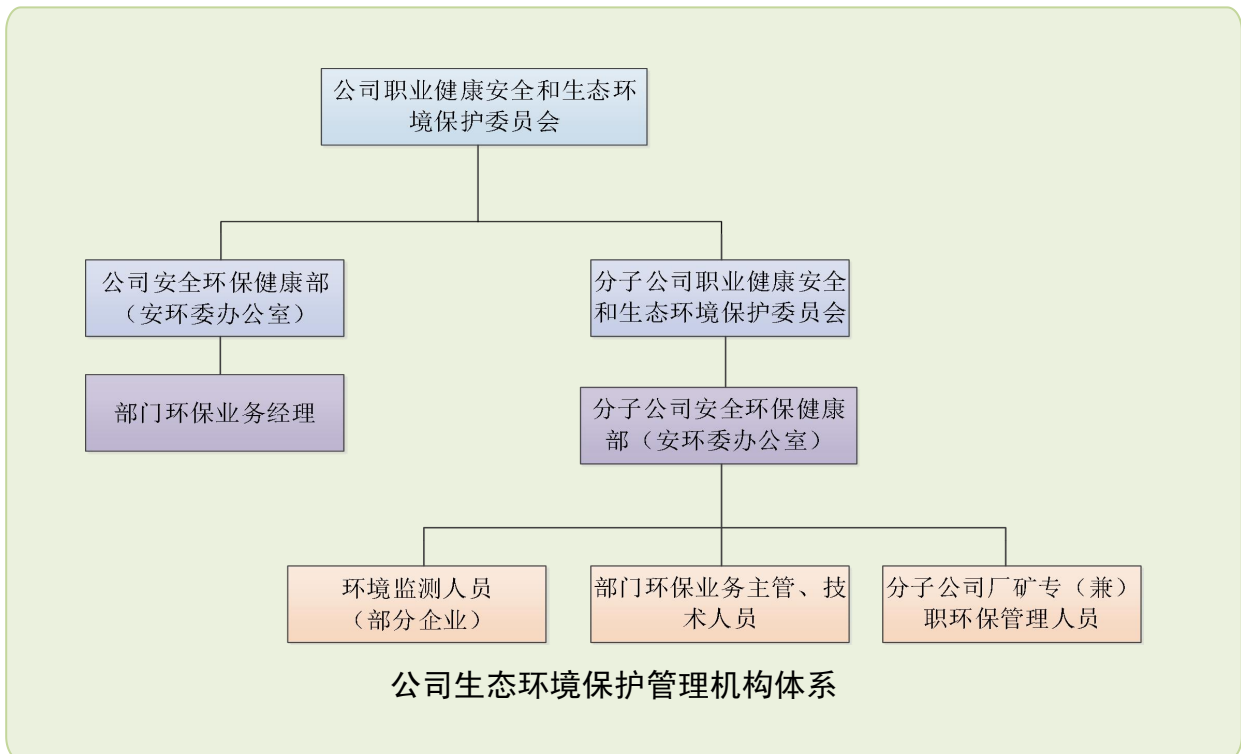 公司职业健康安全和生态环
境保护委员会
公司安全环保健康部
（安环委办公室）
分子公司职业健康安全
和生态环境保护委员会
部门环保业务经理
分子公司安全环保健康
部（安环委办公室）
环境监测人员
（部分企业）
部门环保业务主管、技
术人员
分子公司厂矿专（兼）
职环保管理人员
公司生态环境保护管理机构体系